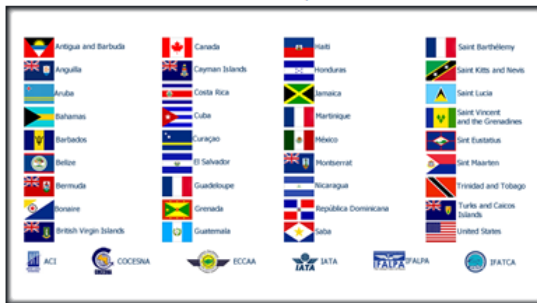 Antigua and Barbuda
Anguilla
Aruba
Bahamas
Barbados
Belize
Bermuda
Bonaire
British Virgin Islands
Canada
Cayman Islands
Costa Rica
Cuba
Curaçao
El Salvador
Guadeloupe
Grenada
Guatemala
Haiti
Honduras
Jamaica
Martinique
México
Montserrat
Nicaragua
República Dominicana
Saba
Saint Barthélemy
Saint Kitts and Nevis
Saint Lucia
Saint Vincent
and the Grenadines
Sint Eustatius
Sint Maarten
Trinidad and Tobago
Turks and Caicos
Islands
United States
ACI
COCESNA
ECCAA
IATA
IATA
IFALPA
IFALPA
IFATCA